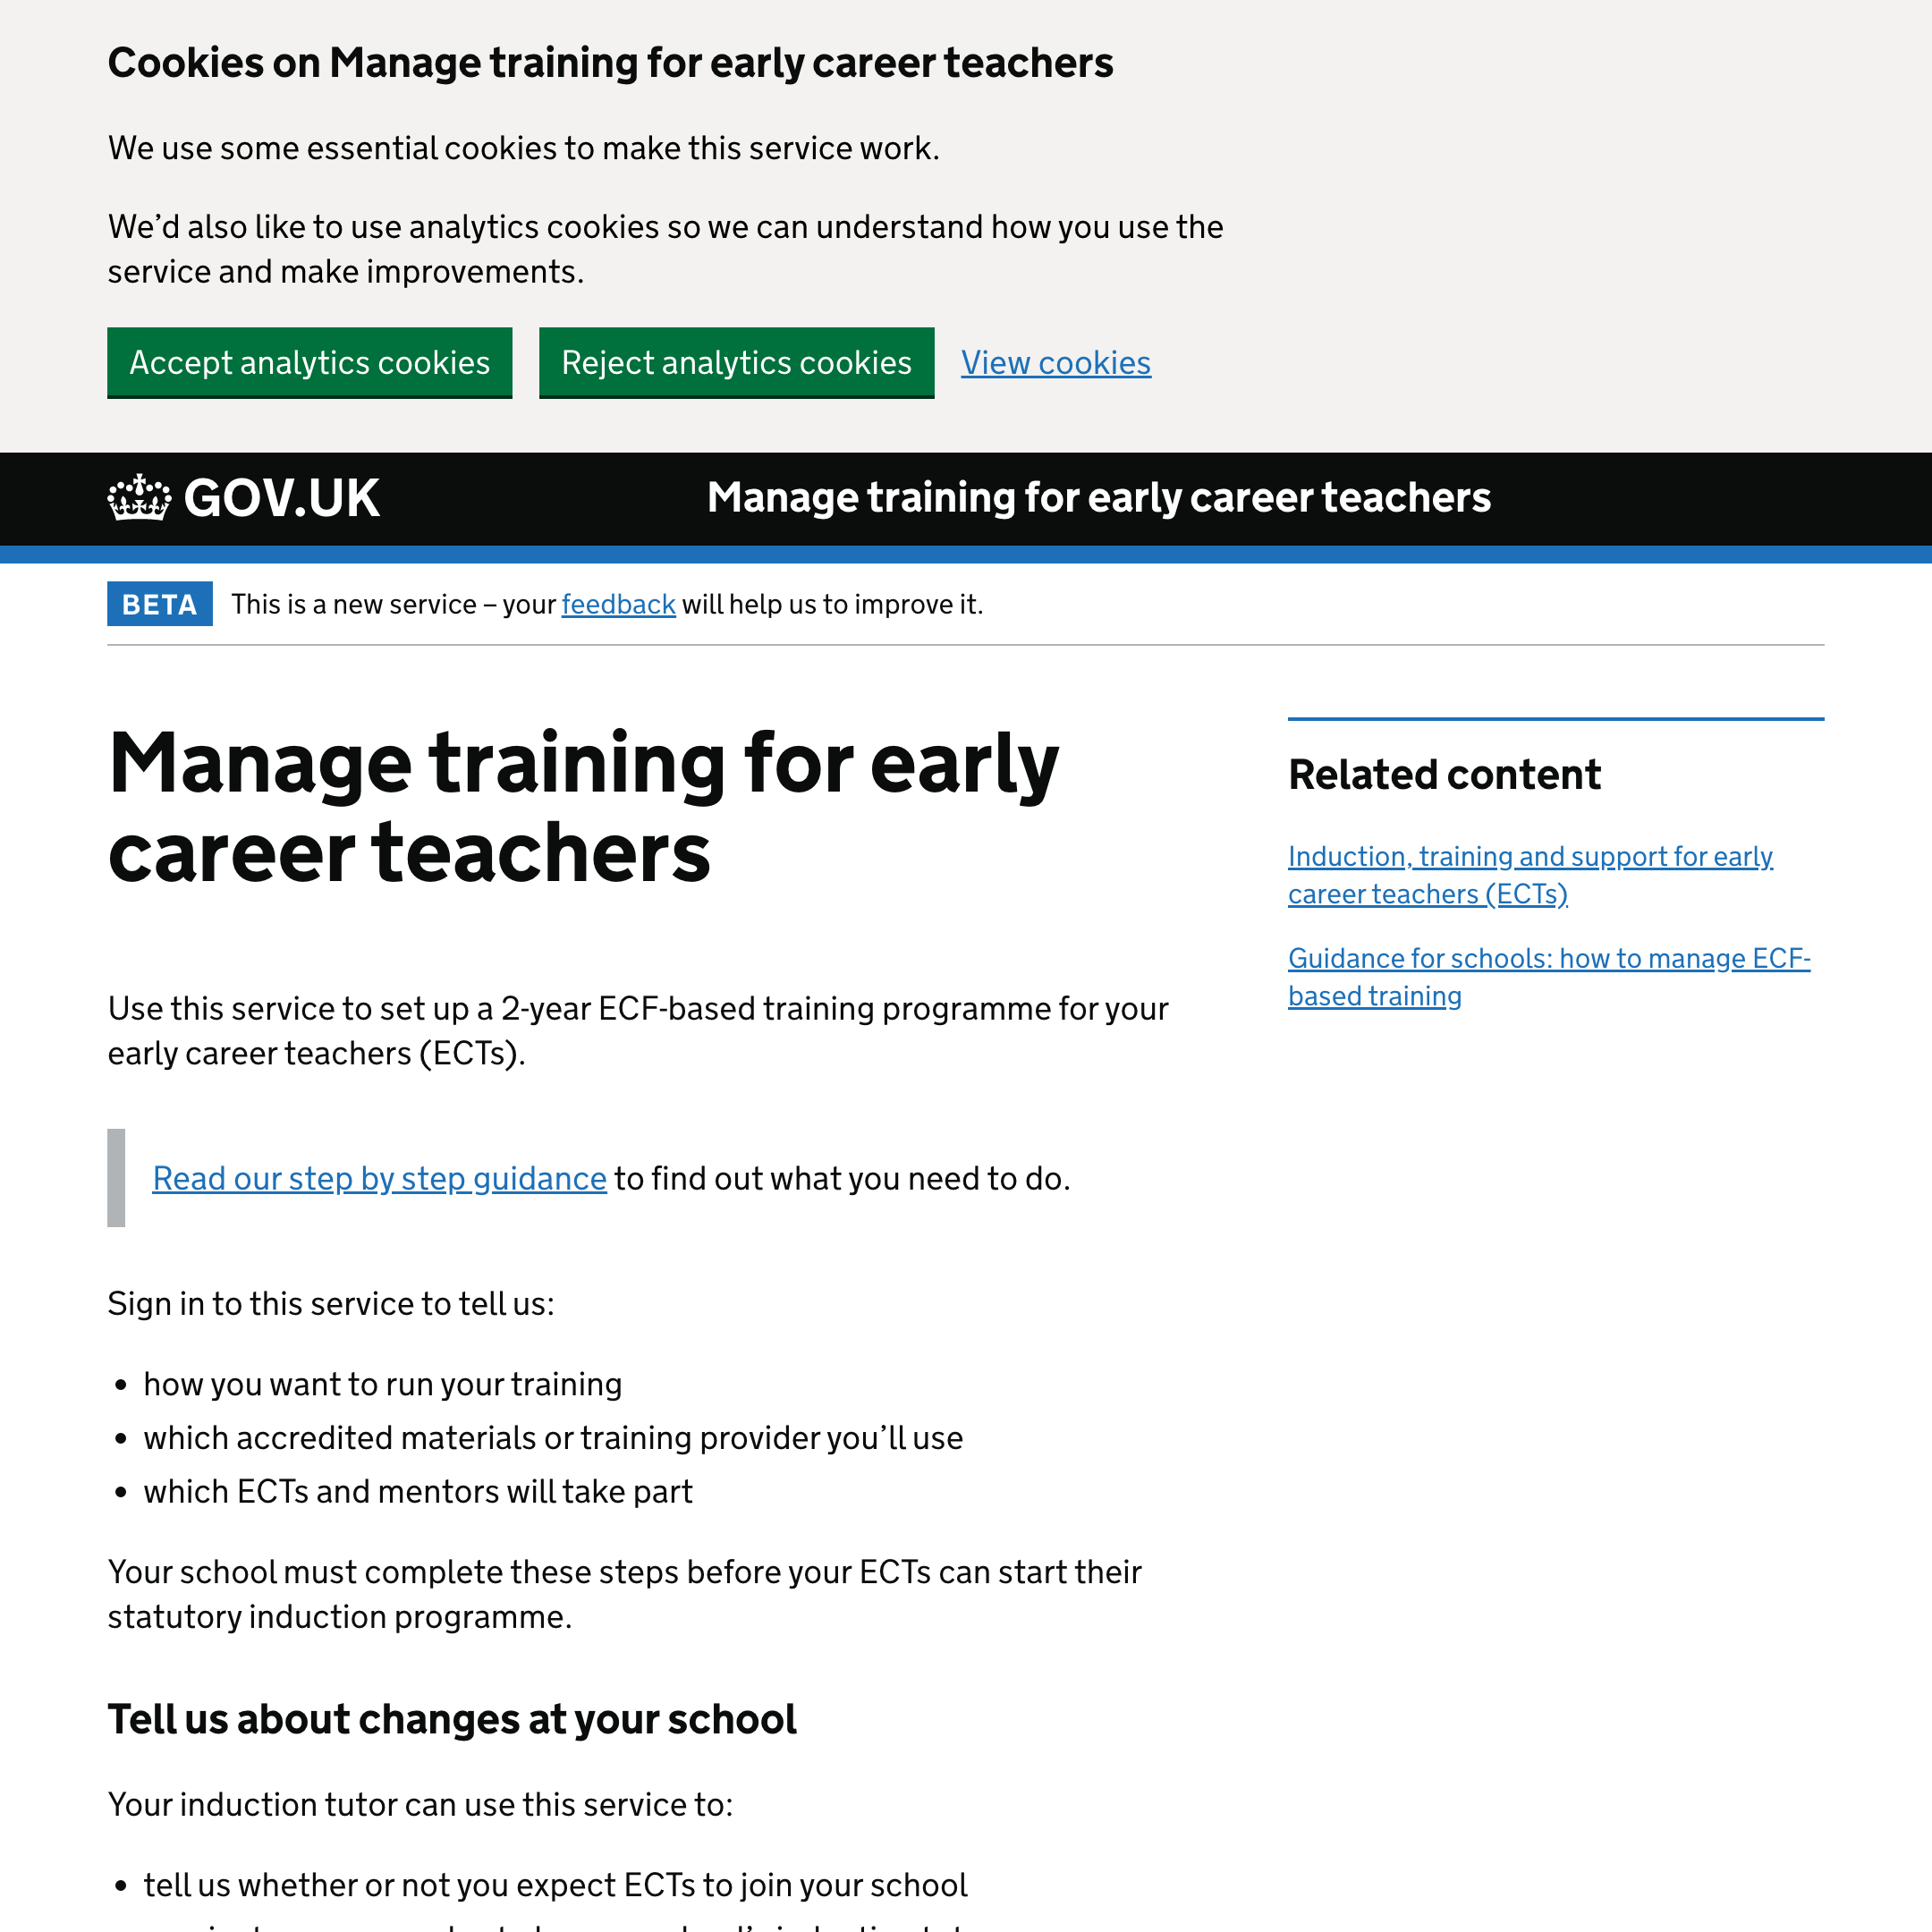 Cookies on Manage training for early career teachers
We use some essential cookies to make this service work.
We’d also like to use analytics cookies so we can understand how you use the
service and make improvements.
Accept analytics cookies
Reject analytics cookies
View cookies
GOV.UK
Manage training for early career teachers
BETA
This is a new service – your feedback will help us to improve it.
Manage training for early
career teachers
Use this service to set up a 2-year ECF-based training programme for your
early career teachers (ECTs).
Read our step by step guidance to find out what you need to do.
Sign in to this service to tell us:
• how you want to run your training
• which accredited materials or training provider you’ll use
• which ECTs and mentors will take part
Your school must complete these steps before your ECTs can start their
statutory induction programme.
Tell us about changes at your school
Your induction tutor can use this service to:
• tell us whether or not you expect ECTs to join your school
Related content
Induction, training and support for early
career teachers (ECTs)
Guidance for schools: how to manage ECF-
based training